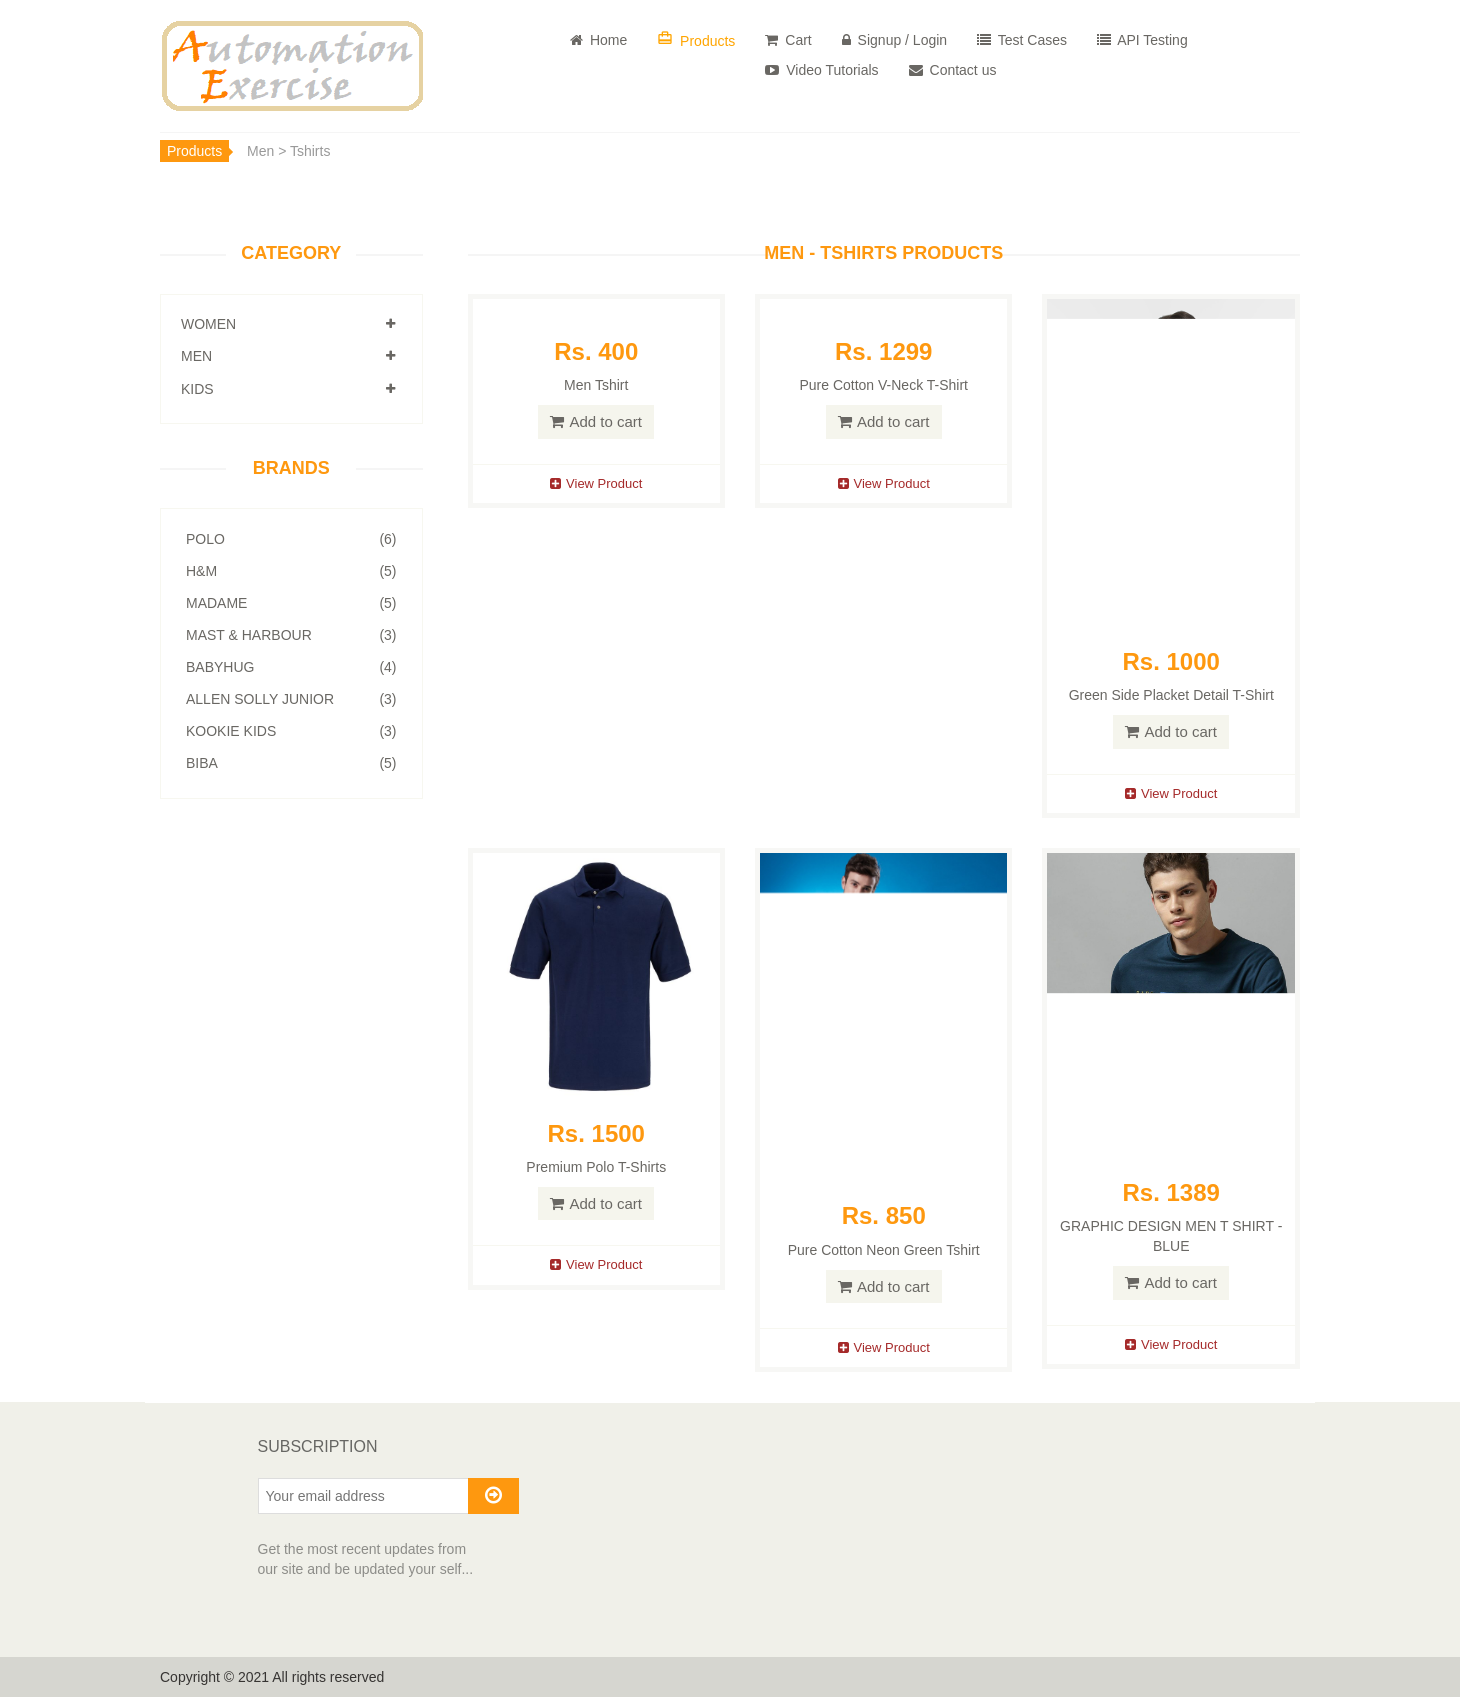 Automation
Exercise
Home
Products
Cart
Signup / Login
Test Cases
API Testing
Video Tutorials
Contact us
Products
Men > Tshirts
CATEGORY
WOMEN
MEN
KIDS
BRANDS
POLO (6)
H&M (5)
MADAME (5)
MAST & HARBOUR (3)
BABYHUG (4)
ALLEN SOLLY JUNIOR (3)
KOOKIE KIDS (3)
BIBA (5)
MEN - TSHIRTS PRODUCTS
Rs. 400
Men Tshirt
Add to cart
View Product
Rs. 1299
Pure Cotton V-Neck T-Shirt
Add to cart
View Product
Rs. 1000
Green Side Placket Detail T-Shirt
Add to cart
View Product
Rs. 1500
Premium Polo T-Shirts
Add to cart
View Product
Rs. 850
Pure Cotton Neon Green Tshirt
Add to cart
View Product
Rs. 1389
GRAPHIC DESIGN MEN T SHIRT -
BLUE
Add to cart
View Product
SUBSCRIPTION
Your email address
Get the most recent updates from
our site and be updated your self...
Copyright © 2021 All rights reserved